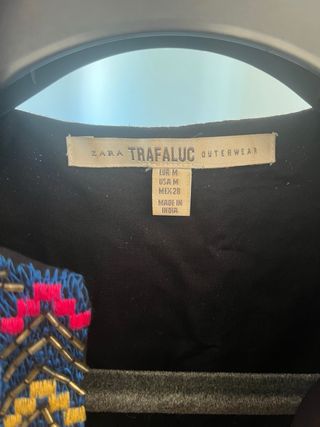 ZARA TRAFALUC OUTERWEAR
EUR M
USA M
MEX 28
MADE IN
INDIA